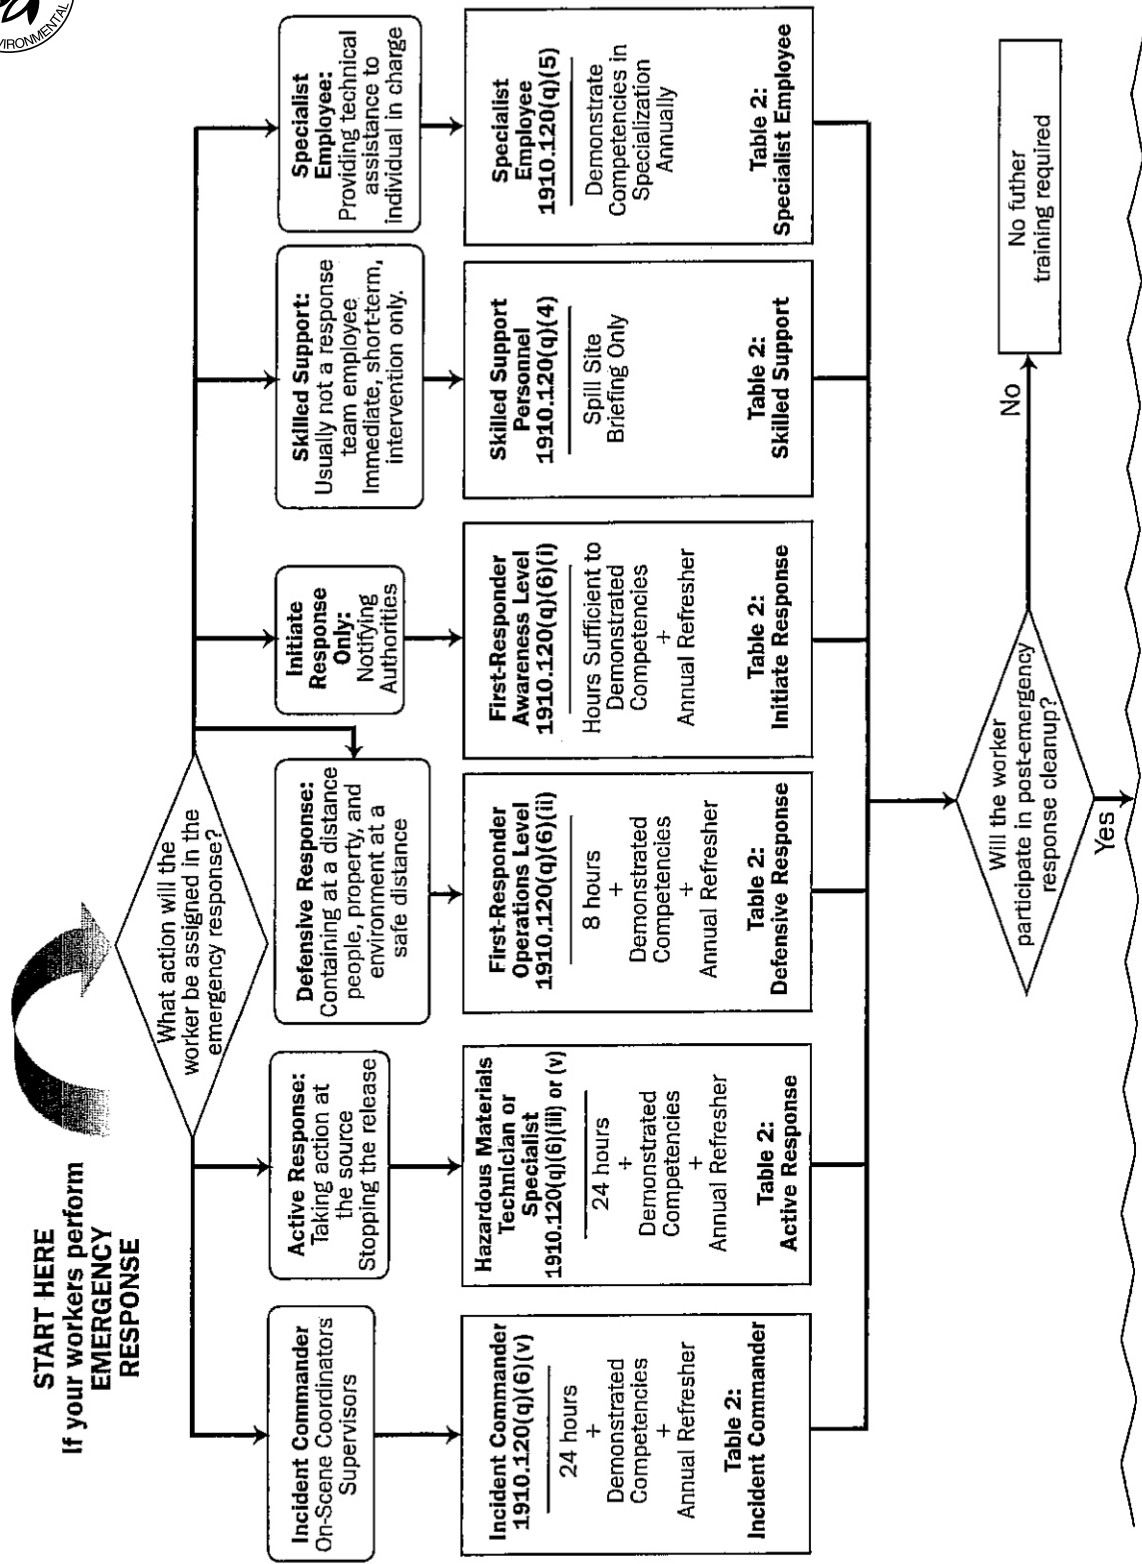 VIRONMENTAL
START HERE
If your workers perform
EMERGENCY
RESPONSE
What action will the
worker be assigned in the
emergency response?
Incident Commander
On-Scene Coordinators
Supervisors
Active Response:
Taking action at
the source
Stopping the release
Defensive Response:
Containing at a distance
people, property, and
environment at a
safe distance
Initiate
Response
Only:
Notifying
Authorities
Skilled Support:
Usually not a response
team employee
Immediate, short-term,
intervention only.
Specialist
Employee:
Providing technical
assistance to
individual in charge
Incident Commander
1910.120(q)(6)(v)
24 hours
+
Demonstrated
Competencies
+
Annual Refresher
Table 2:
Incident Commander
Hazardous Materials
Technician or
Specialist
1910.120(q)(6)(iii) or (v)
24 hours
+
Demonstrated
Competencies
+
Annual Refresher
Table 2:
Active Response
First-Responder
Operations Level
1910.120(q)(6)(ii)
8 hours
+
Demonstrated
Competencies
+
Annual Refresher
Table 2:
Defensive Response
First-Responder
Awareness Level
1910.120(q)(6)(i)
Hours Sufficient to
Demonstrated
Competencies
+
Annual Refresher
Table 2:
Initiate Response
Skilled Support
Personnel
1910.120(q)(4)
Spill Site
Briefing Only
Table 2:
Skilled Support
Specialist
Employee
1910.120(q)(5)
Demonstrate
Competencies in
Specialization
Annually
Table 2:
Specialist Employee
Will the worker
participate in post-emergency
response cleanup?
No
No futher
training required
Yes